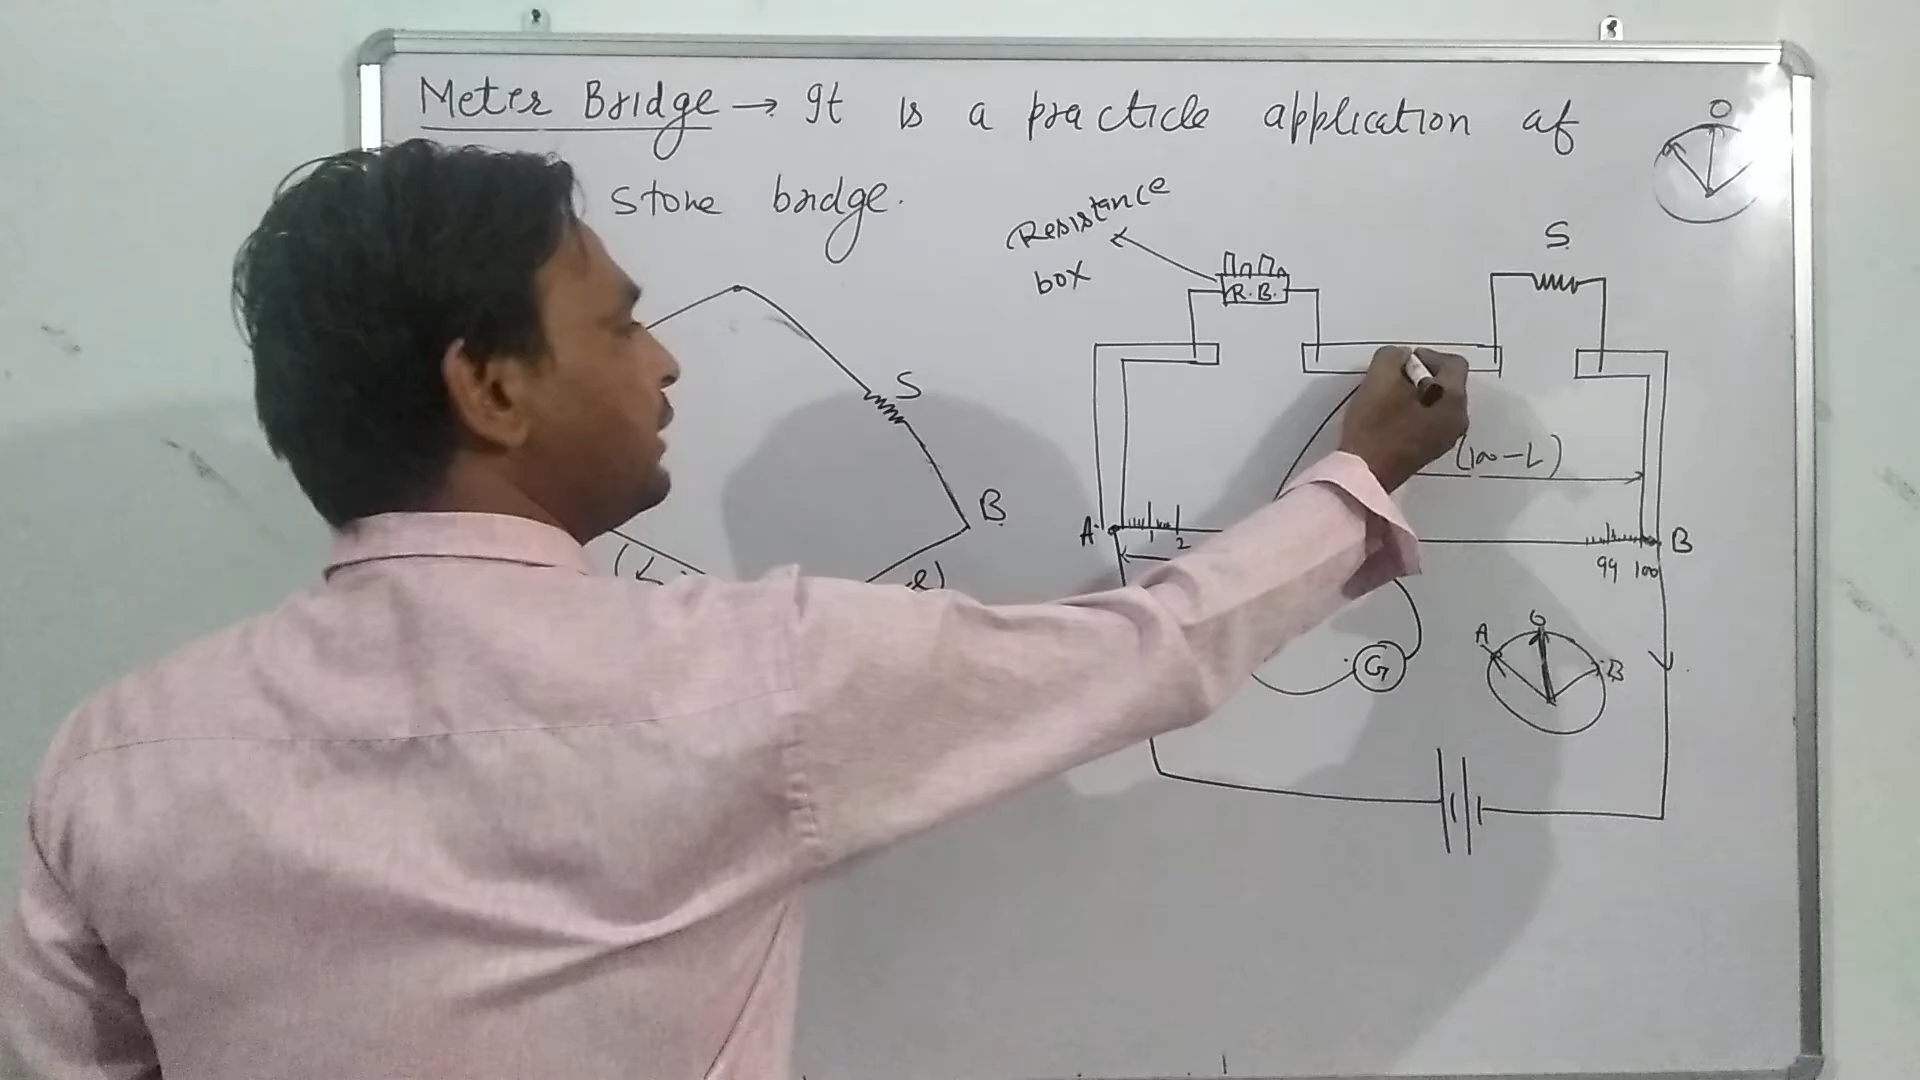 Meter Bridge → It is a practicle application of
stone bridge.
O
Resistance
box
R.B.
S
S
B
(100-L)
A
1
2
B
99 100
(L
-l)
G
A
O
B